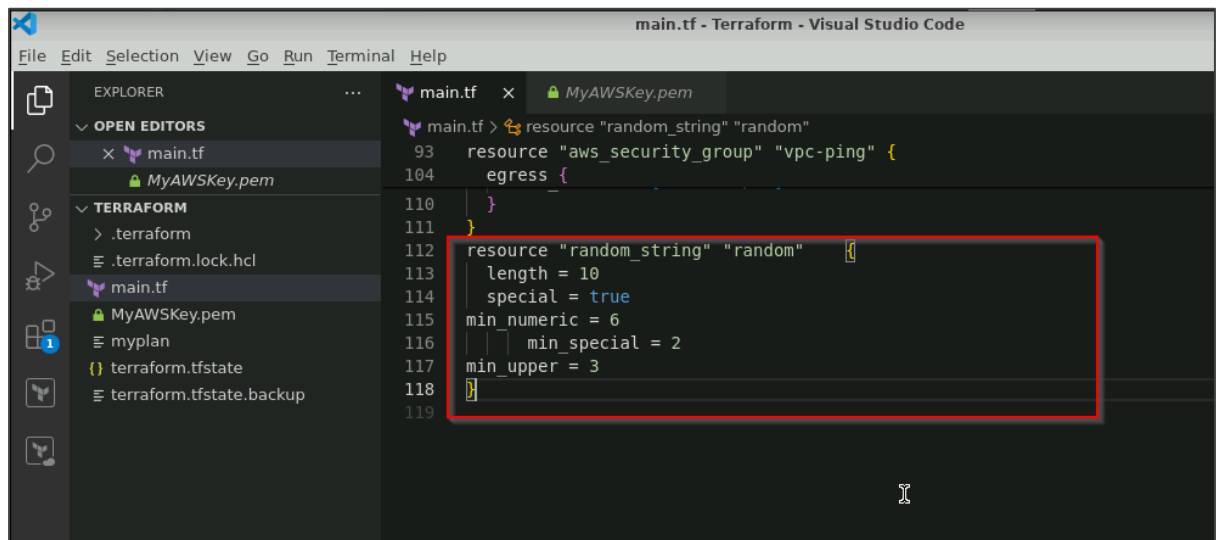 main.tf - Terraform - Visual Studio Code
File Edit Selection View Go Run Terminal Help
EXPLORER ...
OPEN EDITORS
main.tf
MyAWSKey.pem
TERRAFORM
.terraform
.terraform.lock.hcl
main.tf
MyAWSKey.pem
myplan
{} terraform.tfstate
terraform.tfstate.backup
1
main.tf × MyAWSKey.pem
main.tf > resource "random_string" "random"
93 resource "aws_security_group" "vpc-ping" {
104 egress {
110 }
111 }
112 resource "random_string" "random" {
113 length = 10
114 special = true
115 min_numeric = 6
116 min_special = 2
117 min_upper = 3
118 }
119